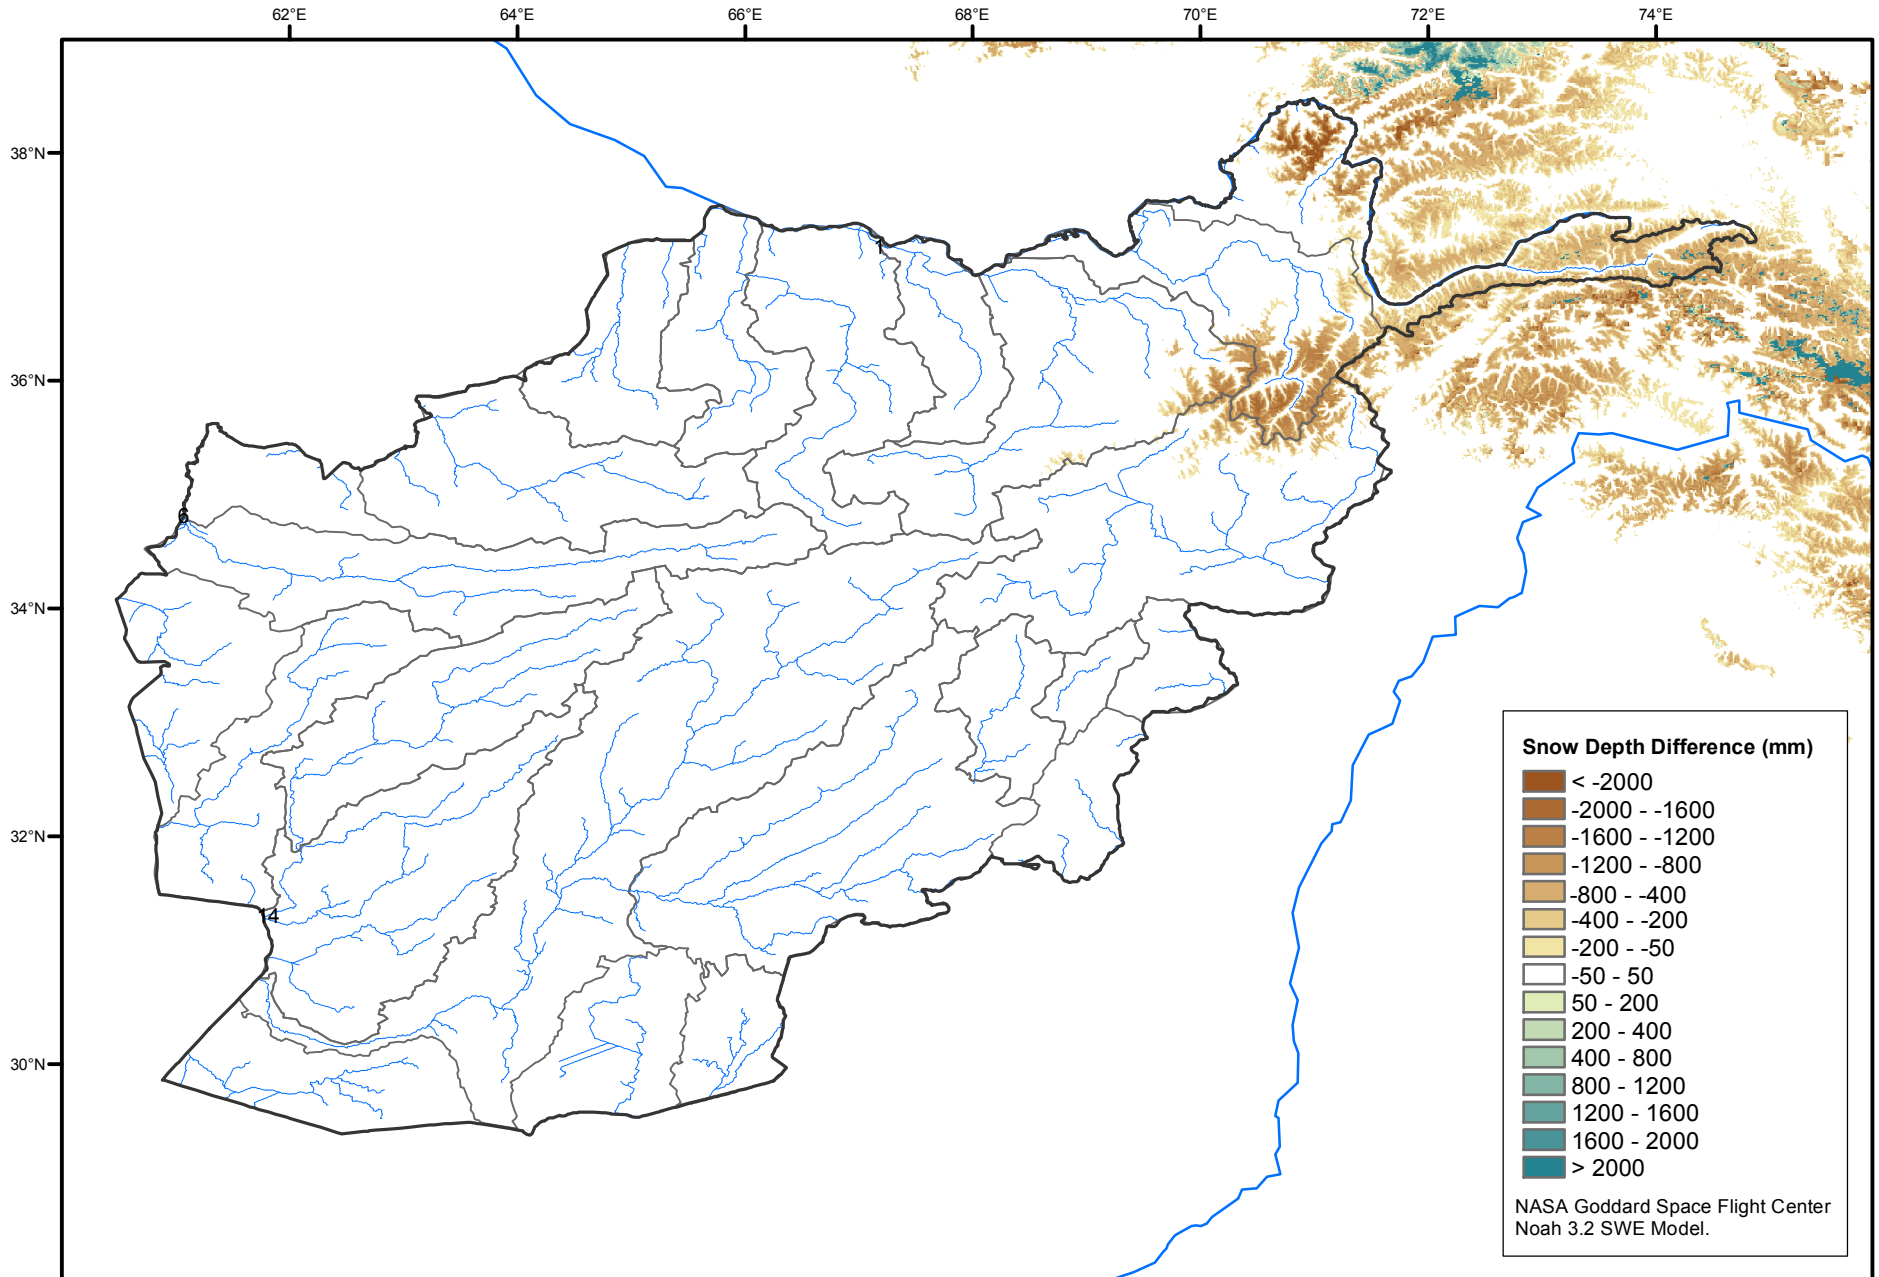 62°E 64°E 66°E 68°E 70°E 72°E 74°E
38°N
1
36°N
6
34°N
32°N
14
30°N
Snow Depth Difference (mm)
< -2000
-2000 - -1600
-1600 - -1200
-1200 - -800
-800 - -400
-400 - -200
-200 - -50
-50 - 50
50 - 200
200 - 400
400 - 800
800 - 1200
1200 - 1600
1600 - 2000
> 2000
NASA Goddard Space Flight Center
Noah 3.2 SWE Model.